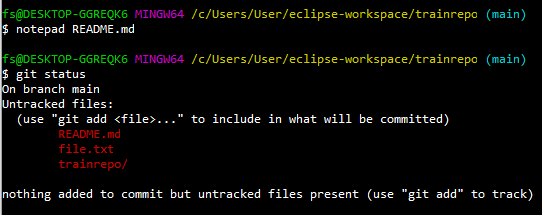 fs@DESKTOP-GGREQK6 MINGW64 /c/Users/User/eclipse-workspace/trainrepo (main)
$ notepad README.md
fs@DESKTOP-GGREQK6 MINGW64 /c/Users/User/eclipse-workspace/trainrepo (main)
$ git status
On branch main
Untracked files:
(use "git add <file>..." to include in what will be committed)
README.md
file.txt
trainrepo/
nothing added to commit but untracked files present (use "git add" to track)